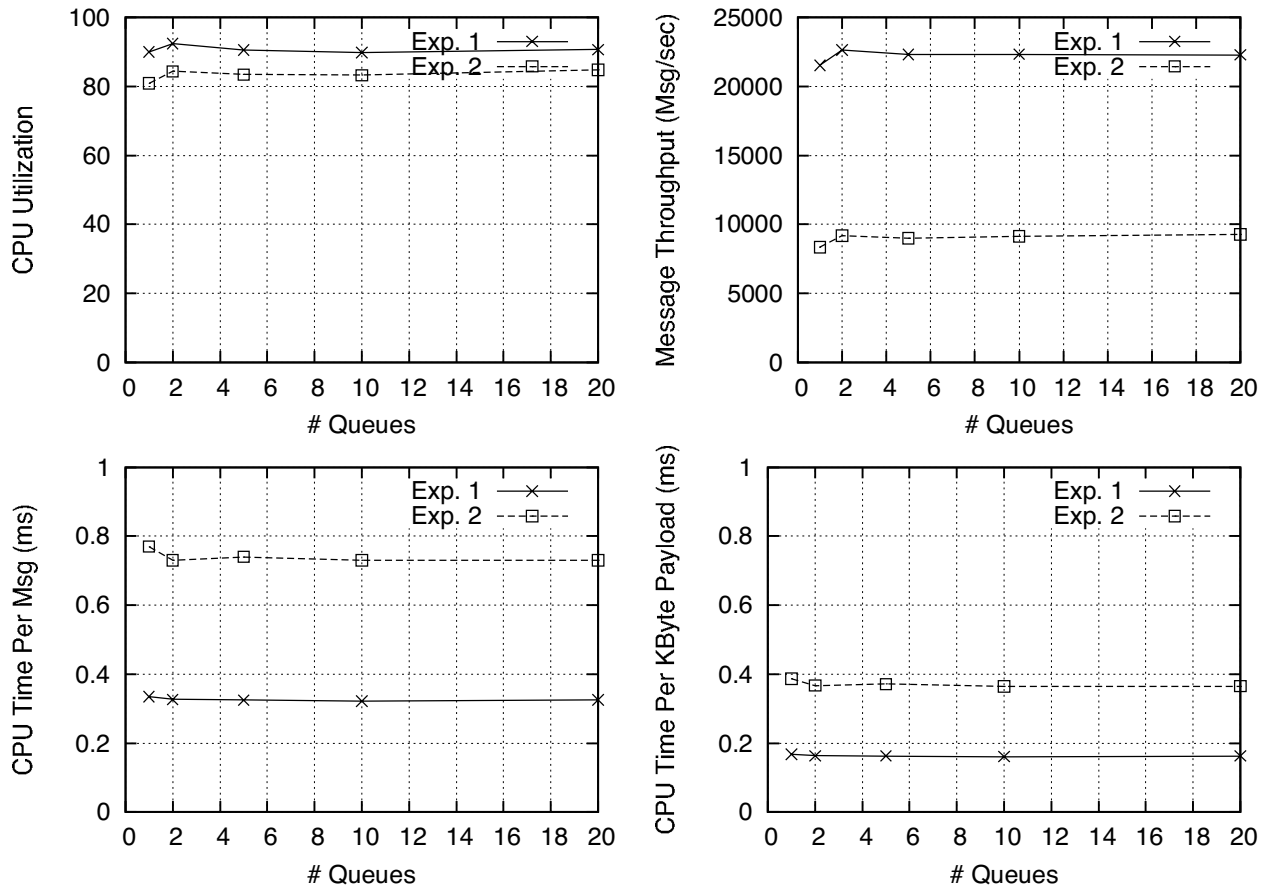 CPU Utilization
100
80
60
40
20
0
0 2 4 6 8 10 12 14 16 18 20
# Queues
Exp. 1
Exp. 2
Message Throughput (Msg/sec)
25000
20000
15000
10000
5000
0
0 2 4 6 8 10 12 14 16 18 20
# Queues
Exp. 1
Exp. 2
CPU Time Per Msg (ms)
1
0.8
0.6
0.4
0.2
0
0 2 4 6 8 10 12 14 16 18 20
# Queues
Exp. 1
Exp. 2
CPU Time Per KByte Payload (ms)
1
0.8
0.6
0.4
0.2
0
0 2 4 6 8 10 12 14 16 18 20
# Queues
Exp. 1
Exp. 2